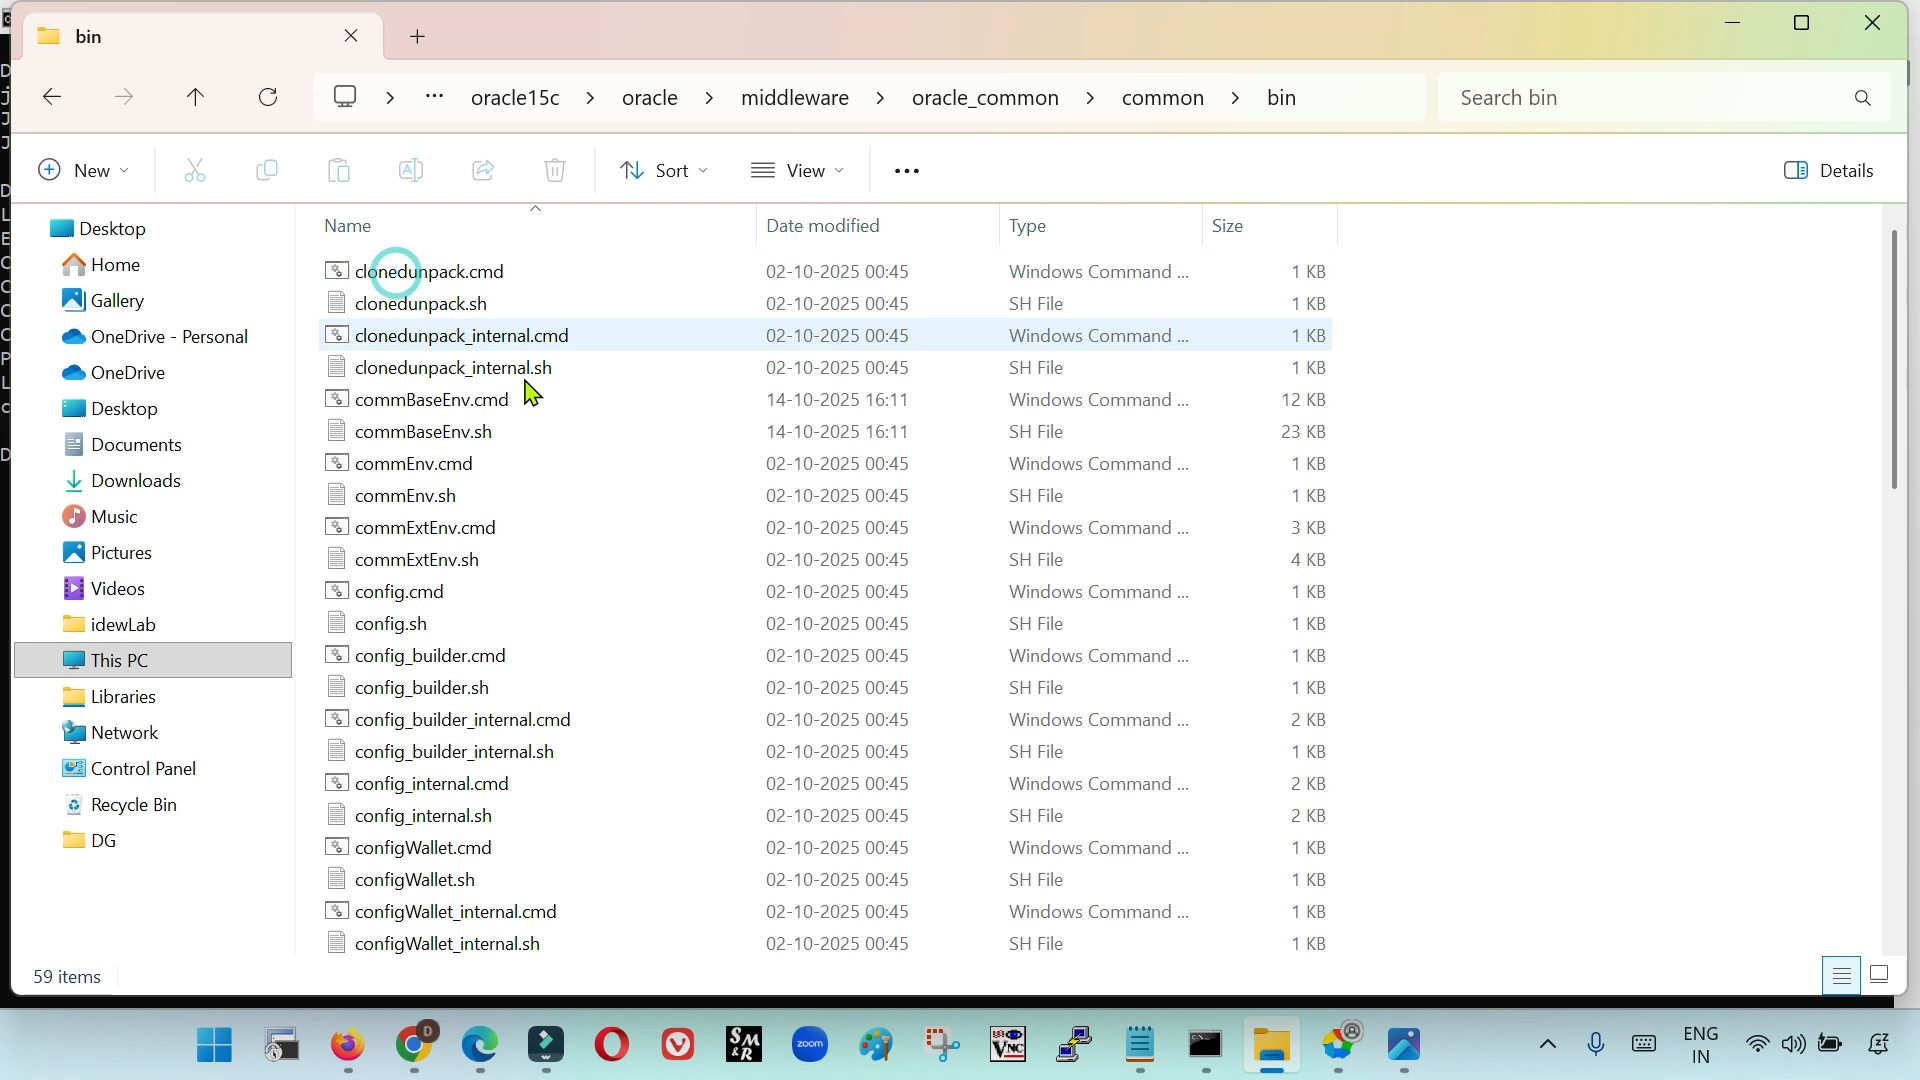 bin
oracle15c
oracle
middleware
oracle_common
common
bin
Search bin
New
Sort
View
Details
Name
Date modified
Type
Size
Desktop
Home
Gallery
OneDrive - Personal
OneDrive
Desktop
Documents
Downloads
Music
Pictures
Videos
idewLab
This PC
Libraries
Network
Control Panel
Recycle Bin
DG
clonedunpack.cmd 02-10-2025 00:45 Windows Command ... 1 KB
clonedunpack.sh 02-10-2025 00:45 SH File 1 KB
clonedunpack_internal.cmd 02-10-2025 00:45 Windows Command ... 1 KB
clonedunpack_internal.sh 02-10-2025 00:45 SH File 1 KB
commBaseEnv.cmd 14-10-2025 16:11 Windows Command ... 12 KB
commBaseEnv.sh 14-10-2025 16:11 SH File 23 KB
commEnv.cmd 02-10-2025 00:45 Windows Command ... 1 KB
commEnv.sh 02-10-2025 00:45 SH File 1 KB
commExtEnv.cmd 02-10-2025 00:45 Windows Command ... 3 KB
commExtEnv.sh 02-10-2025 00:45 SH File 4 KB
config.cmd 02-10-2025 00:45 Windows Command ... 1 KB
config.sh 02-10-2025 00:45 SH File 1 KB
config_builder.cmd 02-10-2025 00:45 Windows Command ... 1 KB
config_builder.sh 02-10-2025 00:45 SH File 1 KB
config_builder_internal.cmd 02-10-2025 00:45 Windows Command ... 2 KB
config_builder_internal.sh 02-10-2025 00:45 SH File 1 KB
config_internal.cmd 02-10-2025 00:45 Windows Command ... 2 KB
config_internal.sh 02-10-2025 00:45 SH File 2 KB
configWallet.cmd 02-10-2025 00:45 Windows Command ... 1 KB
configWallet.sh 02-10-2025 00:45 SH File 1 KB
configWallet_internal.cmd 02-10-2025 00:45 Windows Command ... 1 KB
configWallet_internal.sh 02-10-2025 00:45 SH File 1 KB
59 items
D
SM
&R
zoom
VNC
ENG
IN